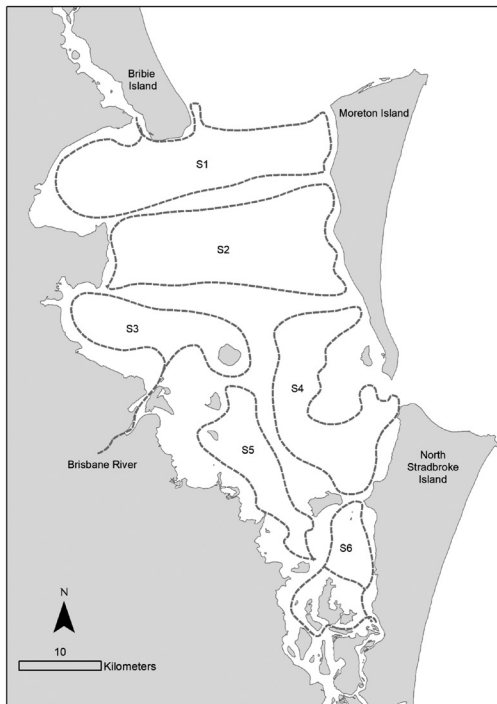 Bribie
Island
Moreton Island
S1
S2
S3
S4
S5
Brisbane River
North
Stradbroke
Island
S6
N
10
Kilometers